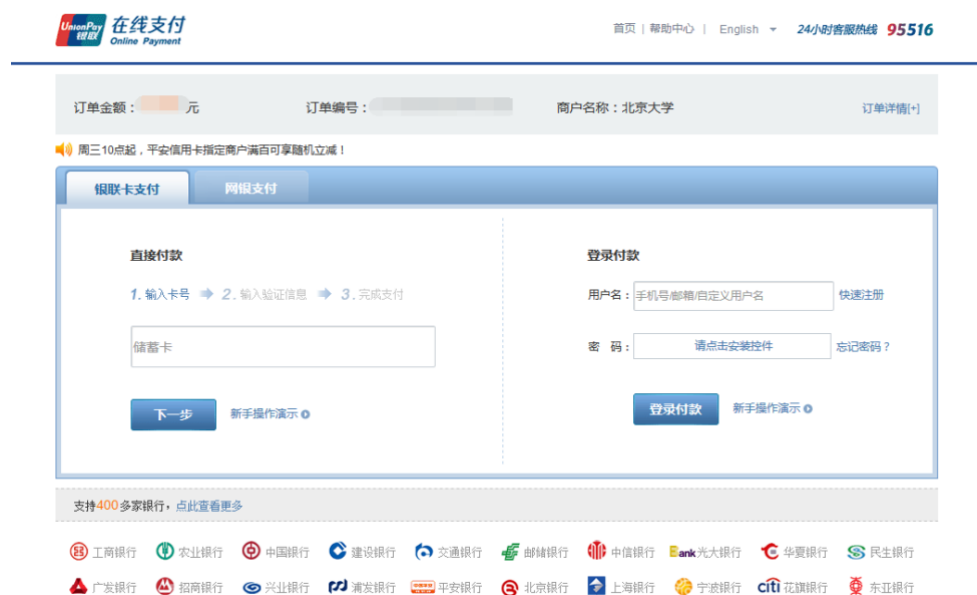 UnionPay 银联 在线支付 Online Payment
首页 | 帮助中心 | English 24小时客服热线 95516
订单金额： 元 订单编号： 商户名称：北京大学 订单详情[+]
周三10点起，平安信用卡指定商户满百可享随机立减！
银联卡支付 网银支付
直接付款
1. 输入卡号 2. 输入验证信息 3. 完成支付
储蓄卡
下一步 新手操作演示
登录付款
用户名： 手机号/邮箱/自定义用户名 快速注册
密 码： 请点击安装控件 忘记密码？
登录付款 新手操作演示
支持400多家银行，点此查看更多
工商银行 农业银行 中国银行 建设银行 交通银行 邮储银行 中信银行 Bank光大银行 华夏银行 民生银行
广发银行 招商银行 兴业银行 浦发银行 平安银行 北京银行 上海银行 宁波银行 citi花旗银行 东亚银行